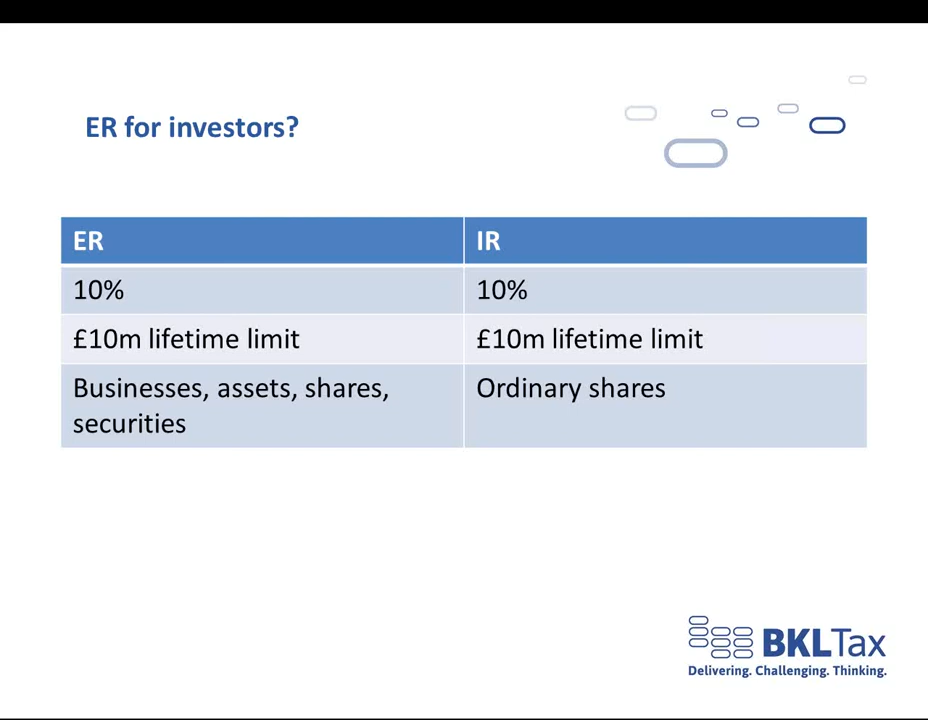 ER for investors?
ER
IR
10%
10%
£10m lifetime limit
£10m lifetime limit
Businesses, assets, shares,
securities
Ordinary shares
BKLTax
Delivering. Challenging. Thinking.